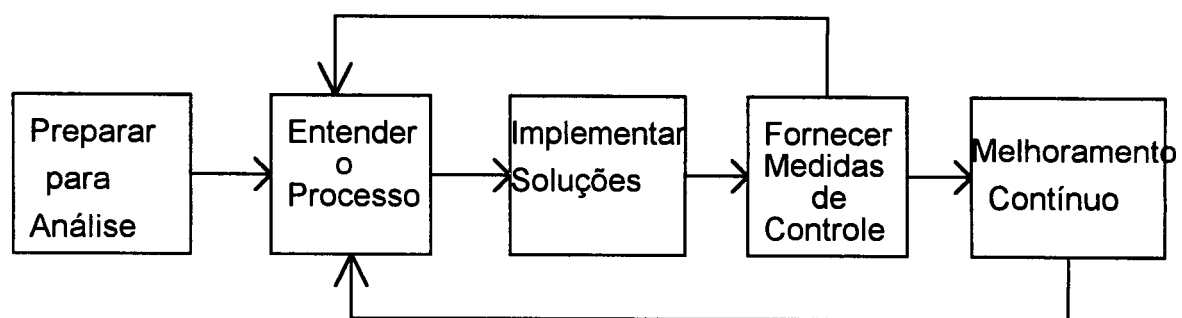 Preparar
para
Análise
Entender
o
Processo
Implementar
Soluções
Fornecer
Medidas
de
Controle
Melhoramento
Contínuo